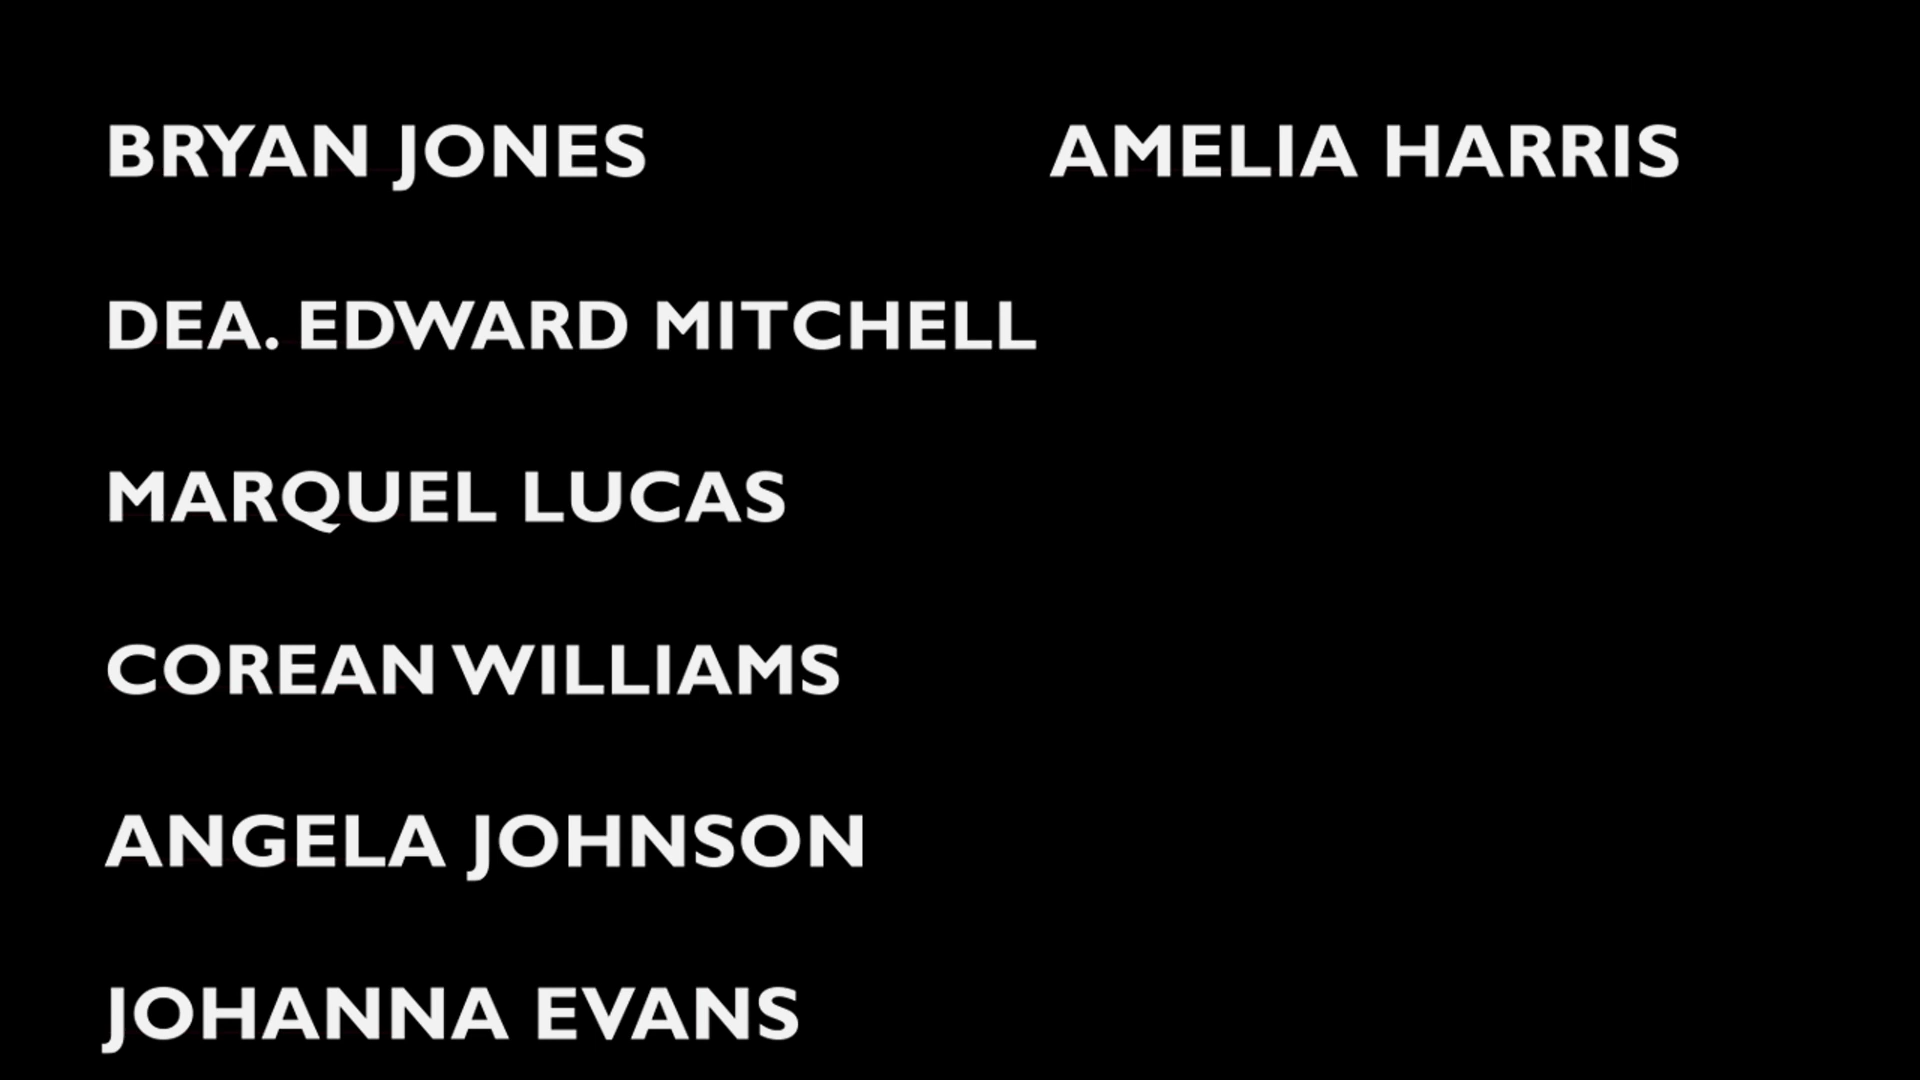 BRYAN JONES
DEA. EDWARD MITCHELL
MARQUEL LUCAS
COREAN WILLIAMS
ANGELA JOHNSON
JOHANNA EVANS
AMELIA HARRIS